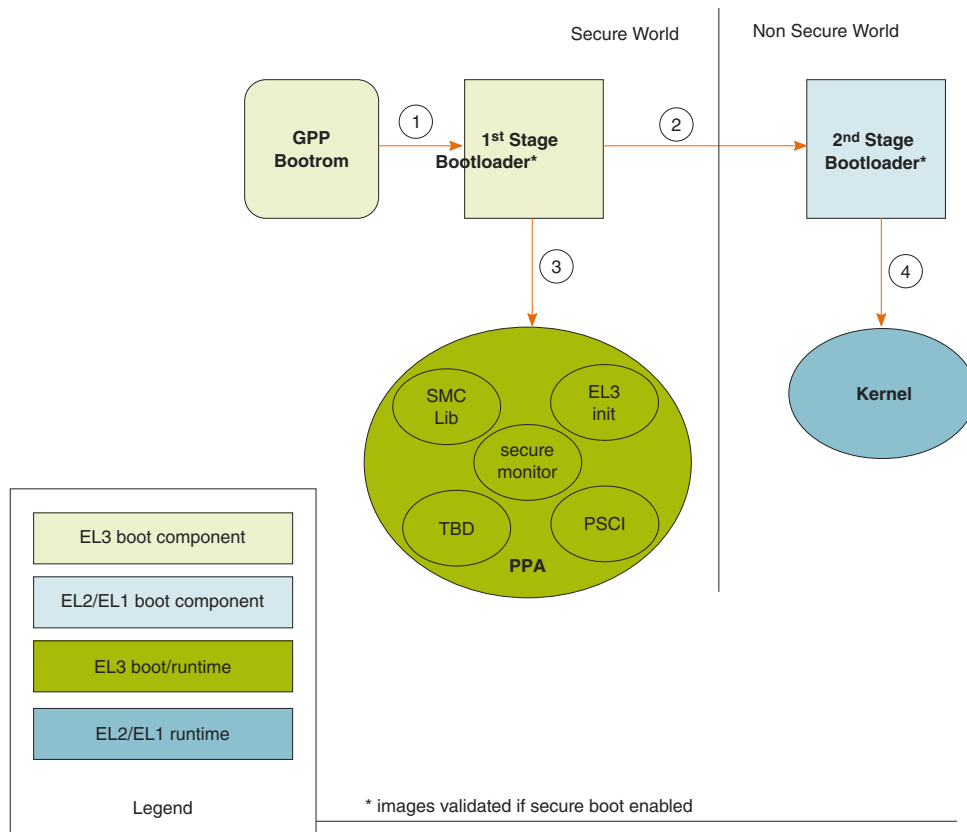 Secure World
Non Secure World
GPP
Bootrom
1
1st Stage
Bootloader*
2
2nd Stage
Bootloader*
3
4
SMC
Lib
EL3
init
secure
monitor
TBD
PSCI
PPA
Kernel
EL3 boot component
EL2/EL1 boot component
EL3 boot/runtime
EL2/EL1 runtime
Legend
* images validated if secure boot enabled